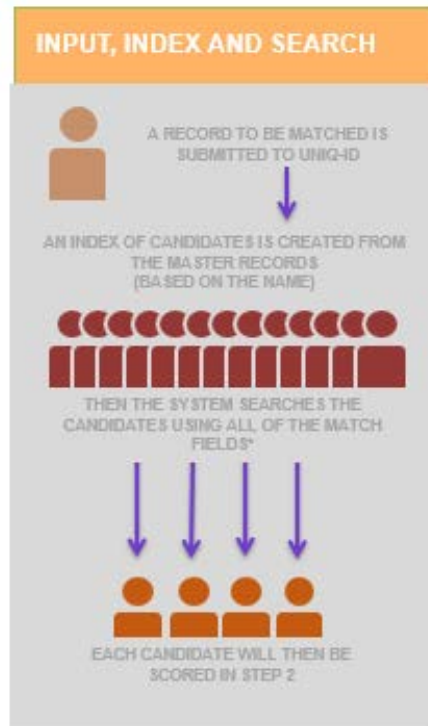 INPUT, INDEX AND SEARCH
A RECORD TO BE MATCHED IS
SUBMITTED TO UNIQ-ID
AN INDEX OF CANDIDATES IS CREATED FROM
THE MASTER RECORDS
(BASED ON THE NAME)
THEN THE SYSTEM SEARCHES THE
CANDIDATES USING ALL OF THE MATCH
FIELDS*
EACH CANDIDATE WILL THEN BE
SCORED IN STEP 2